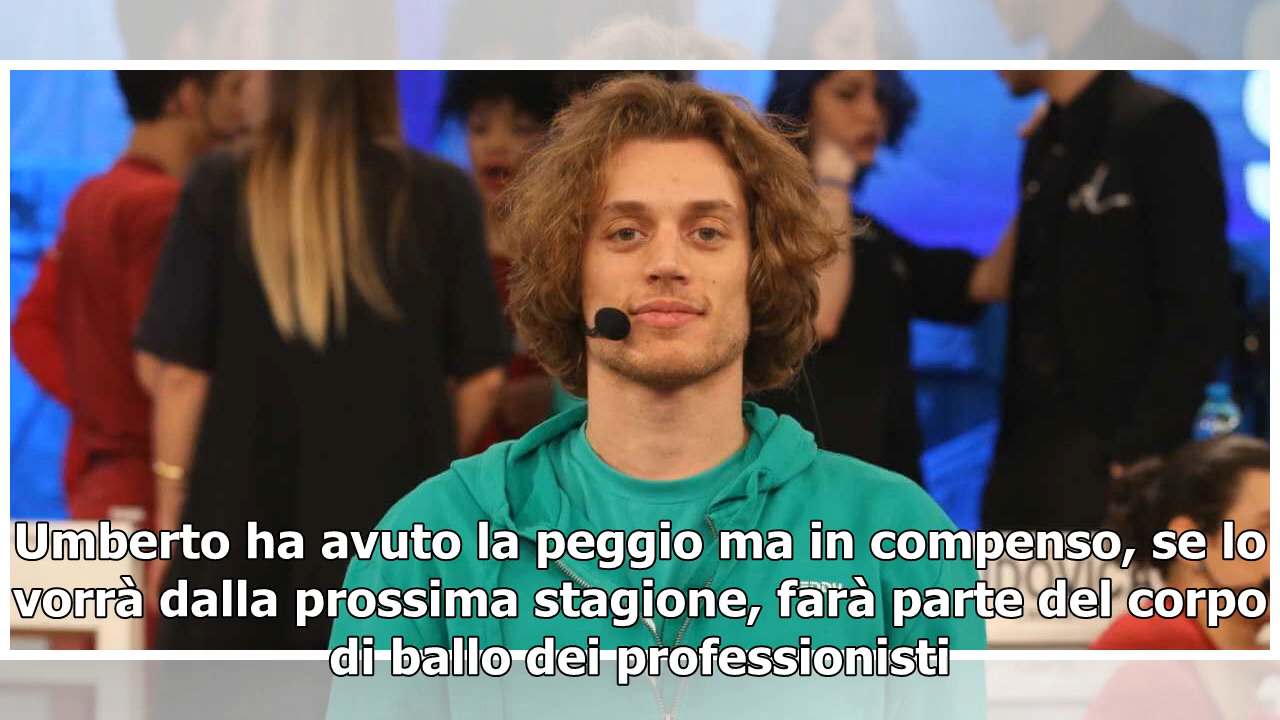 Umberto ha avuto la peggio ma in compenso, se lo
vorrà dalla prossima stagione, farà parte del corpo
di ballo dei professionisti